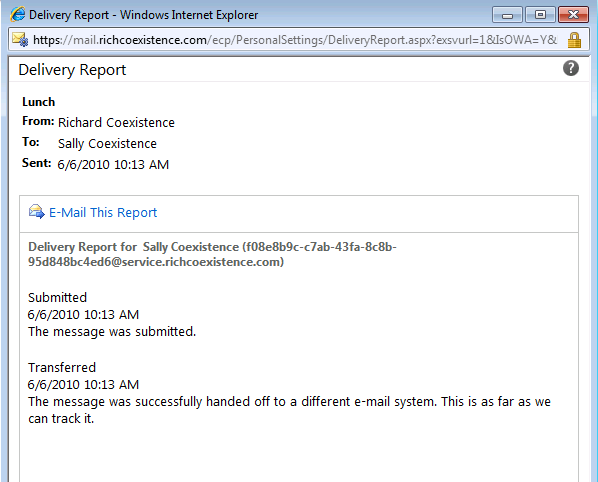 Delivery Report - Windows Internet Explorer
https://mail.richcoexistence.com/ecp/PersonalSettings/DeliveryReport.aspx?exsvurl=1&IsOWA=Y&
Delivery Report
?
Lunch
From: Richard Coexistence
To: Sally Coexistence
Sent: 6/6/2010 10:13 AM
E-Mail This Report
Delivery Report for Sally Coexistence (f08e8b9c-c7ab-43fa-8c8b-
95d848bc4ed6@service.richcoexistence.com)
Submitted
6/6/2010 10:13 AM
The message was submitted.
Transferred
6/6/2010 10:13 AM
The message was successfully handed off to a different e-mail system. This is as far as we
can track it.